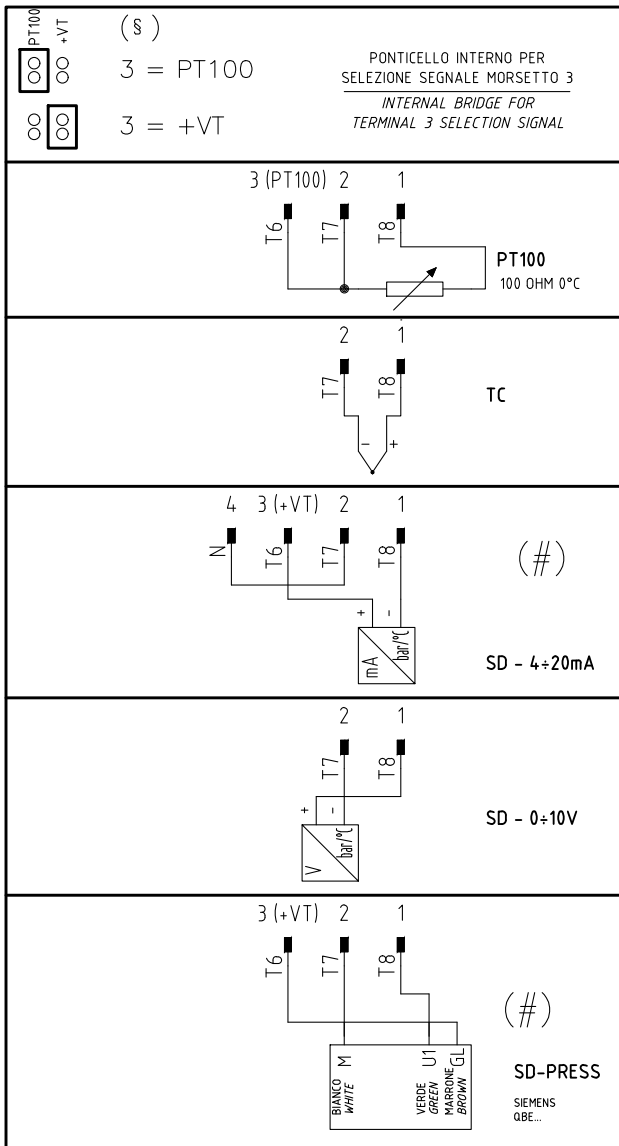 PT100 +VT
(§)
3 = PT100
3 = +VT
PONTICELLO INTERNO PER
SELEZIONE SEGNALE MORSETTO 3
INTERNAL BRIDGE FOR
TERMINAL 3 SELECTION SIGNAL
3 (PT100) 2 1
T6 T7 T8
PT100
100 OHM 0°C
2 1
T7 T8
TC
- +
4 3 (+VT) 2 1
N T6 T7 T8
(#)
+ -
mA bar/°C
SD - 4÷20mA
2 1
T7 T8
+ -
V bar/°C
SD - 0÷10V
3 (+VT) 2 1
T6 T7 T8
(#)
M U1 GL
BIANCO
WHITE
VERDE
GREEN
MARRONE
BROWN
SD-PRESS
SIEMENS
QBE...